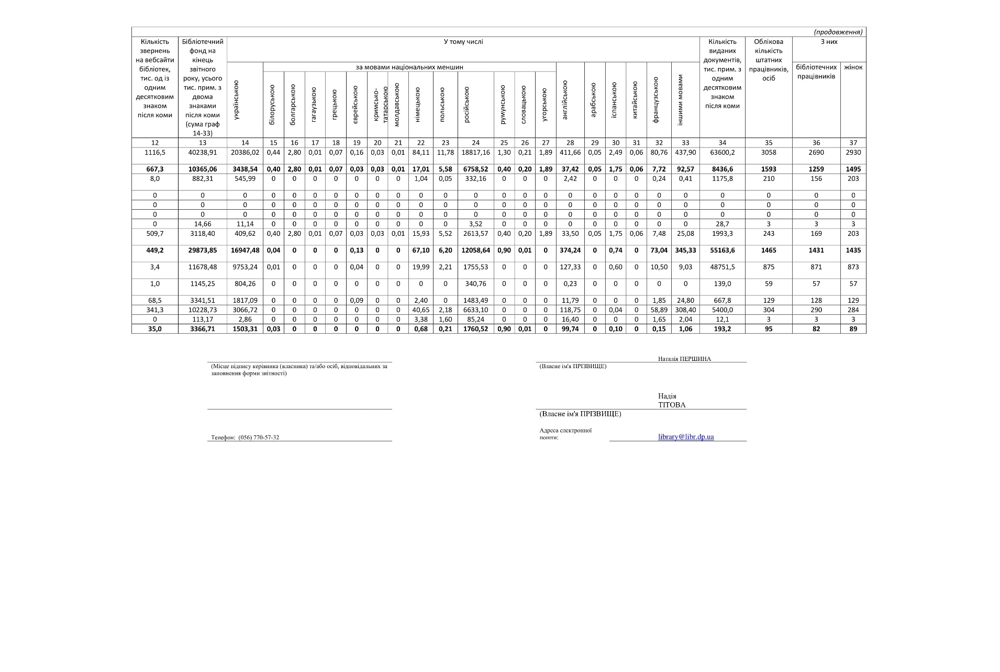 (продовження)
Кількість звернень на вебсайти бібліотек, тис. од із одним десятковим знаком після коми
Бібліотечний фонд на кінець звітного року, усього тис. прим. з двома знаками після коми (сума граф 14-33)
У тому числі
Кількість виданих документів, тис. прим. з одним десятковим знаком після коми
Облікова кількість штатних працівників, осіб
З них
українською
за мовами національних меншин
білоруською
болгарською
гагаузькою
грецькою
єврейською
кримсько-татарською
молдавською
німецькою
польською
російською
румунською
словацькою
угорською
англійською
арабською
іспанською
китайською
французською
іншими мовами
бібліотечних працівників
жінок
12 13 14 15 16 17 18 19 20 21 22 23 24 25 26 27 28 29 30 31 32 33 34 35 36 37
1116,5 40238,91 20386,02 0,44 2,80 0,01 0,07 0,16 0,03 0,01 84,11 11,78 18817,16 1,30 0,21 1,89 411,66 0,05 2,49 0,06 80,76 437,90 63600,2 3058 2690 2930
667,3 10365,06 3438,54 0,40 2,80 0,01 0,07 0,03 0,03 0,01 17,01 5,58 6758,52 0,40 0,20 1,89 37,42 0,05 1,75 0,06 7,72 92,57 8436,6 1593 1259 1495
8,0 882,31 545,99 0 0 0 0 0 0 0 1,04 0,05 332,16 0 0 0 2,42 0 0 0 0,24 0,41 1175,8 210 156 203
0 0 0 0 0 0 0 0 0 0 0 0 0 0 0 0 0 0 0 0 0 0 0 0 0 0
0 0 0 0 0 0 0 0 0 0 0 0 0 0 0 0 0 0 0 0 0 0 0 0 0 0
0 0 0 0 0 0 0 0 0 0 0 0 0 0 0 0 0 0 0 0 0 0 0 0 0 0
0 14,66 11,14 0 0 0 0 0 0 0 0 0 3,52 0 0 0 0 0 0 0 0 0 28,7 3 3 3
509,7 3118,40 409,62 0,40 2,80 0,01 0,07 0,03 0,03 0,01 15,93 5,52 2613,57 0,40 0,20 1,89 33,50 0,05 1,75 0,06 7,48 25,08 1993,3 243 169 203
449,2 29873,85 16947,48 0,04 0 0 0 0,13 0 0 67,10 6,20 12058,64 0,90 0,01 0 374,24 0 0,74 0 73,04 345,33 55163,6 1465 1431 1435
3,4 11678,48 9753,24 0,01 0 0 0 0,04 0 0 19,99 2,21 1755,53 0 0 0 127,33 0 0,60 0 10,50 9,03 48751,5 875 871 873
1,0 1145,25 804,26 0 0 0 0 0 0 0 0 0 340,76 0 0 0 0,23 0 0 0 0 0 139,0 59 57 57
68,5 3341,51 1817,09 0 0 0 0 0,09 0 0 2,40 0 1483,49 0 0 0 11,79 0 0 0 1,85 24,80 667,8 129 128 129
341,3 10228,73 3066,72 0 0 0 0 0 0 0 40,65 2,18 6633,10 0 0 0 118,75 0 0,04 0 58,89 308,40 5400,0 304 290 284
0 113,17 2,86 0 0 0 0 0 0 0 3,38 1,60 85,24 0 0 0 16,40 0 0 0 1,65 2,04 12,1 3 3 3
35,0 3366,71 1503,31 0,03 0 0 0 0 0 0 0,68 0,21 1760,52 0,90 0,01 0 99,74 0 0,10 0 0,15 1,06 193,2 95 82 89
Наталія ПЕРШИНА
(Місце підпису керівника (власника) та/або осіб, відповідальних за
заповнення форми звітності)
(Власне ім'я ПРІЗВИЩЕ)
Надія
ТІТОВА
(Власне ім'я ПРІЗВИЩЕ)
Телефон: (056) 770-57-32
Адреса електронної
пошти:
library@libr.dp.ua